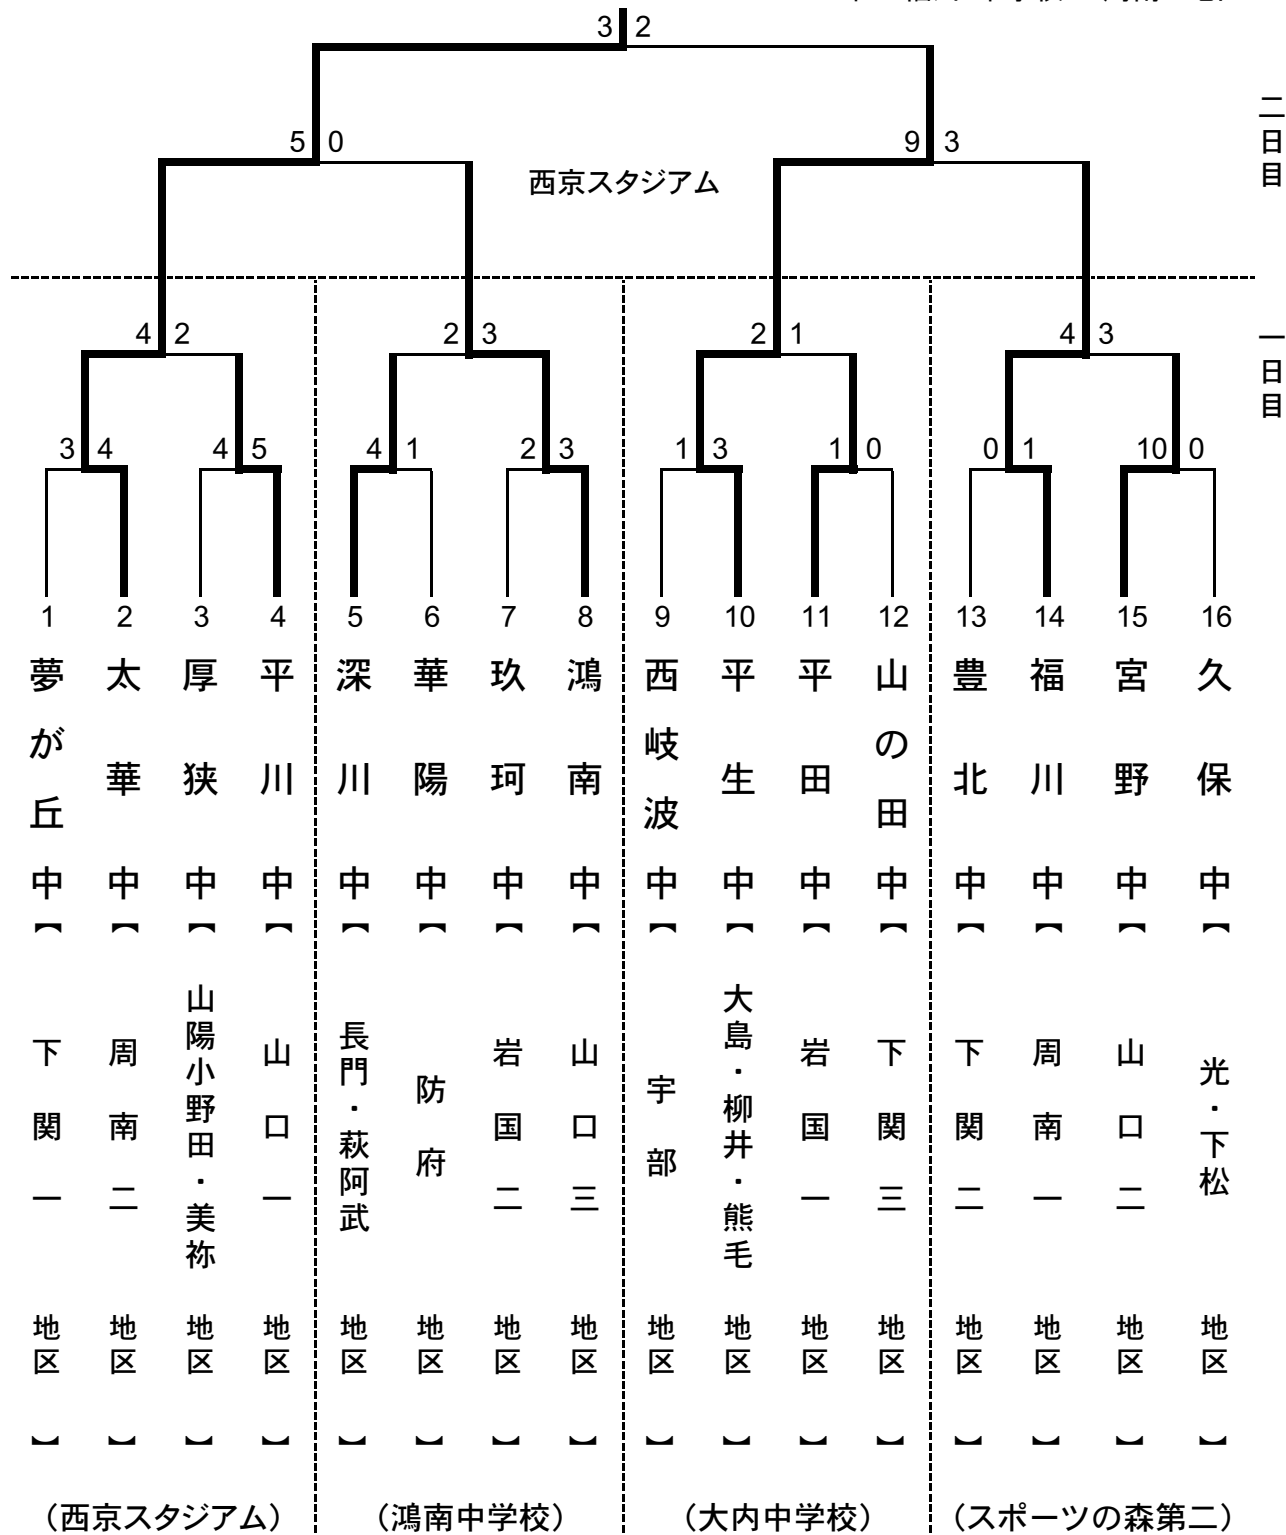 3 2
5 0
9 3
西京スタジアム
二日目
4 2
2 3
2 1
4 3
一日目
3 4
4 5
4 1
2 3
1 3
1 0
0 1
10 0
1 夢が丘中【下関一地区】
2 太華中【周南二地区】
3 厚狭中【山陽小野田・美祢地区】
4 平川中【山口一地区】
5 深川中【長門・萩阿武地区】
6 華陽中【防府地区】
7 玖珂中【岩国二地区】
8 鴻南中【山口三地区】
9 西岐波中【宇部地区】
10 平生中【大島・柳井・熊毛地区】
11 平田中【岩国一地区】
12 山の田中【下関三地区】
13 豊北中【下関二地区】
14 福川中【周南一地区】
15 宮野中【山口二地区】
16 久保中【光・下松地区】
(西京スタジアム)
(鴻南中学校)
(大内中学校)
(スポーツの森第二)